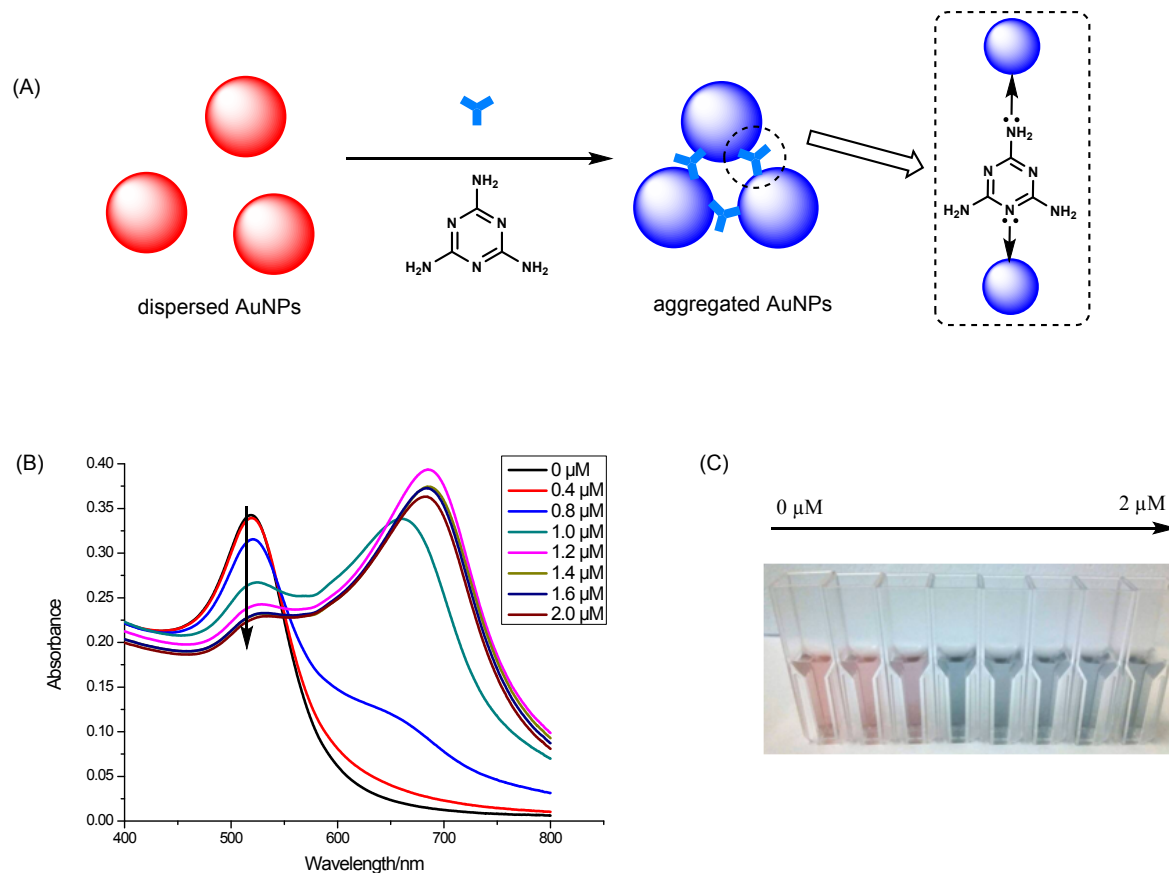 (A)
NH₂
N
N
H₂N
N
NH₂
dispersed AuNPs
aggregated AuNPs
NH₂
N
N
H₂N
N
NH₂
(B)
0.40
0.35
0.30
0.25
0.20
0.15
0.10
0.05
0.00
Absorbance
400
500
600
700
800
Wavelength/nm
0 µM
0.4 µM
0.8 µM
1.0 µM
1.2 µM
1.4 µM
1.6 µM
2.0 µM
(C)
0 µM
2 µM